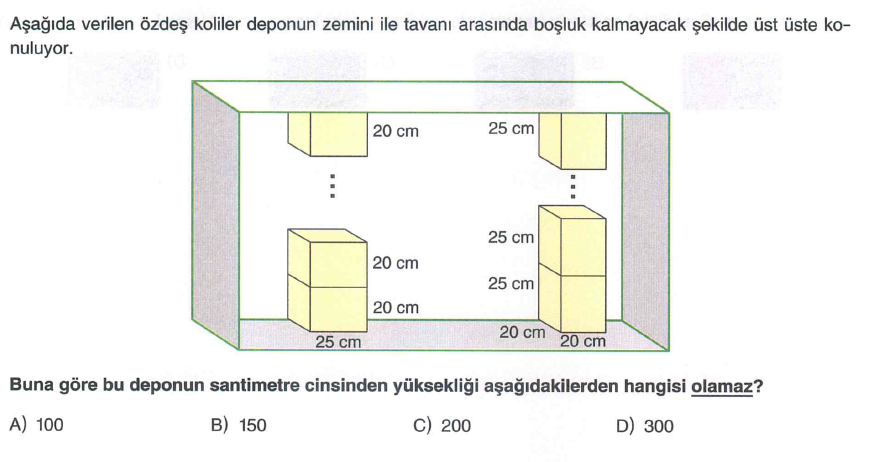 Aşağıda verilen özdeş koliler deponun zemini ile tavanı arasında boşluk kalmayacak şekilde üst üste ko-
nuluyor.
20 cm
25 cm
25 cm
20 cm
25 cm
20 cm
25 cm
20 cm
20 cm
Buna göre bu deponun santimetre cinsinden yüksekliği aşağıdakilerden hangisi olamaz?
A) 100 B) 150 C) 200 D) 300